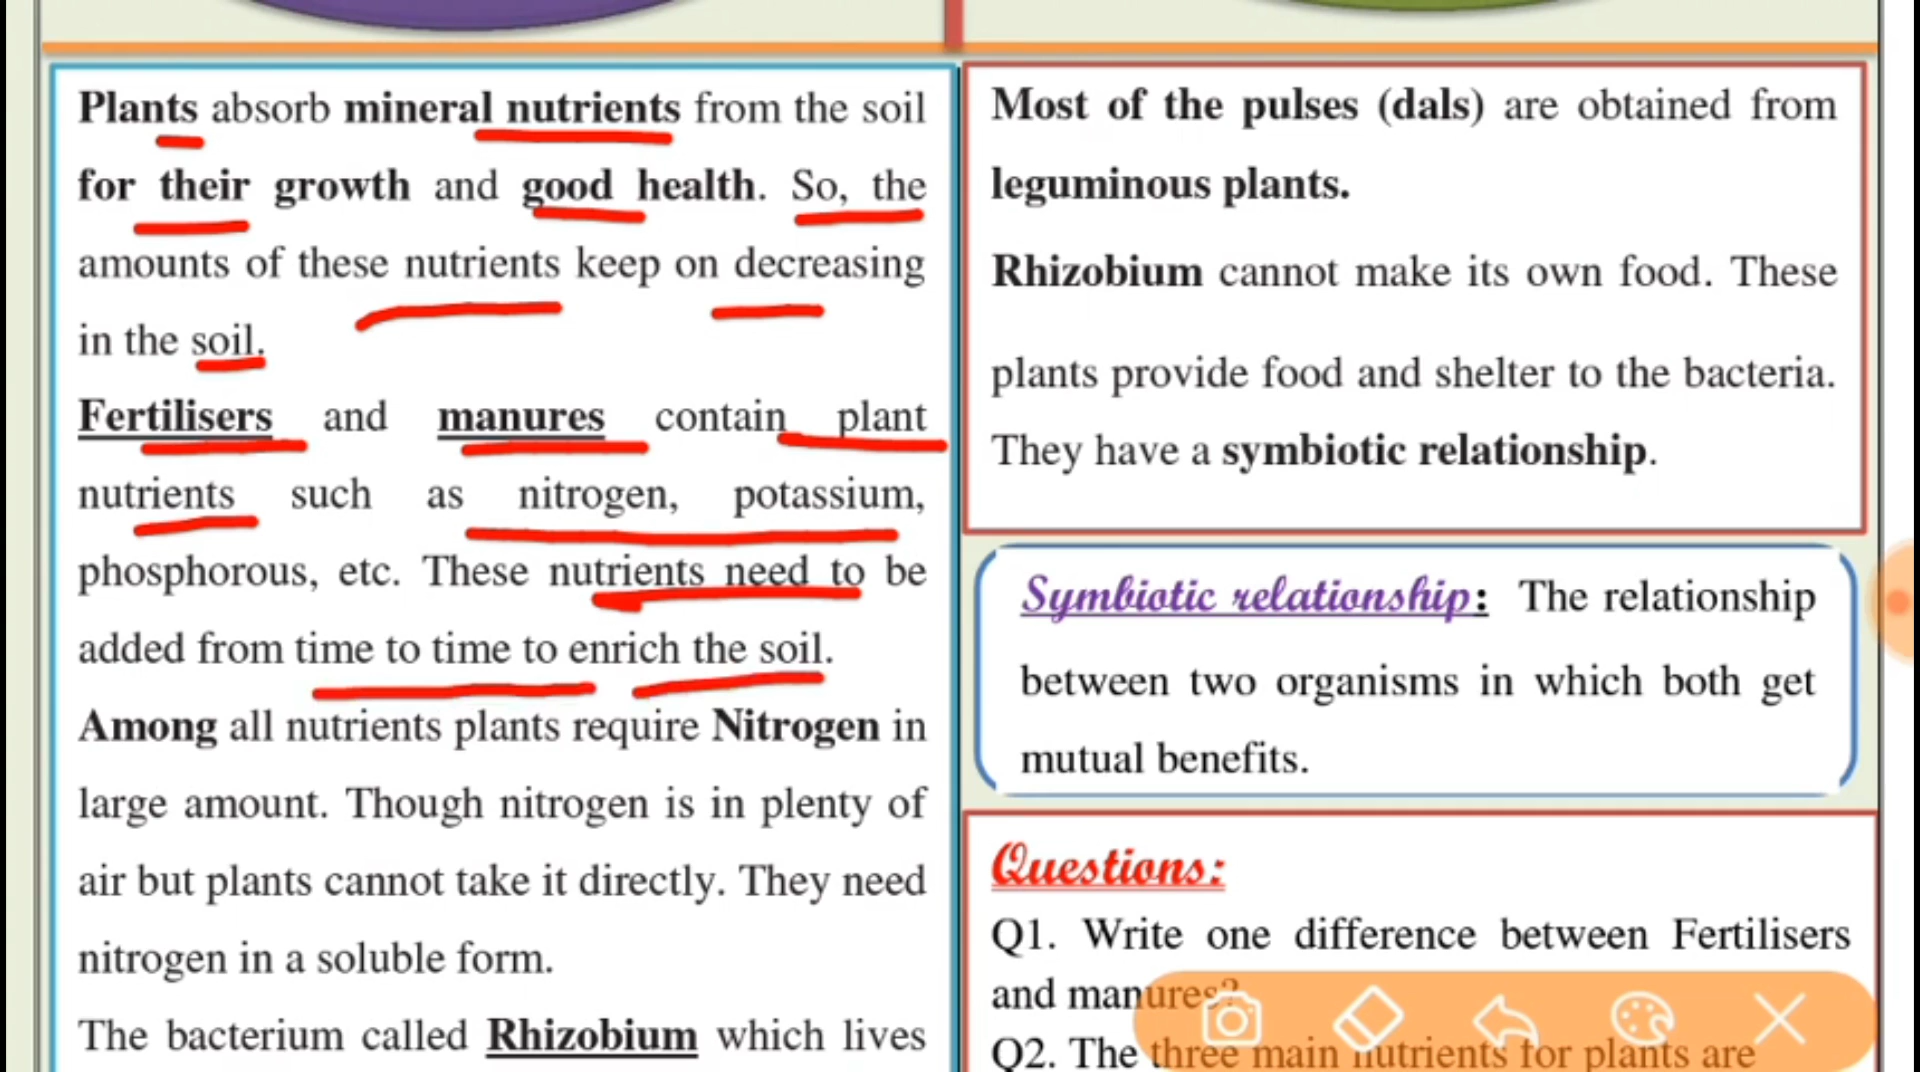 Plants absorb mineral nutrients from the soil
for their growth and good health. So, the
amounts of these nutrients keep on decreasing
in the soil.
Fertilisers and manures contain plant
nutrients such as nitrogen, potassium,
phosphorous, etc. These nutrients need to be
added from time to time to enrich the soil.
Among all nutrients plants require Nitrogen in
large amount. Though nitrogen is in plenty of
air but plants cannot take it directly. They need
nitrogen in a soluble form.
The bacterium called Rhizobium which lives
Most of the pulses (dals) are obtained from
leguminous plants.
Rhizobium cannot make its own food. These
plants provide food and shelter to the bacteria.
They have a symbiotic relationship.
Symbiotic relationship: The relationship
between two organisms in which both get
mutual benefits.
Questions:
Q1. Write one difference between Fertilisers
and manures?
Q2. The three main nutrients for plants are